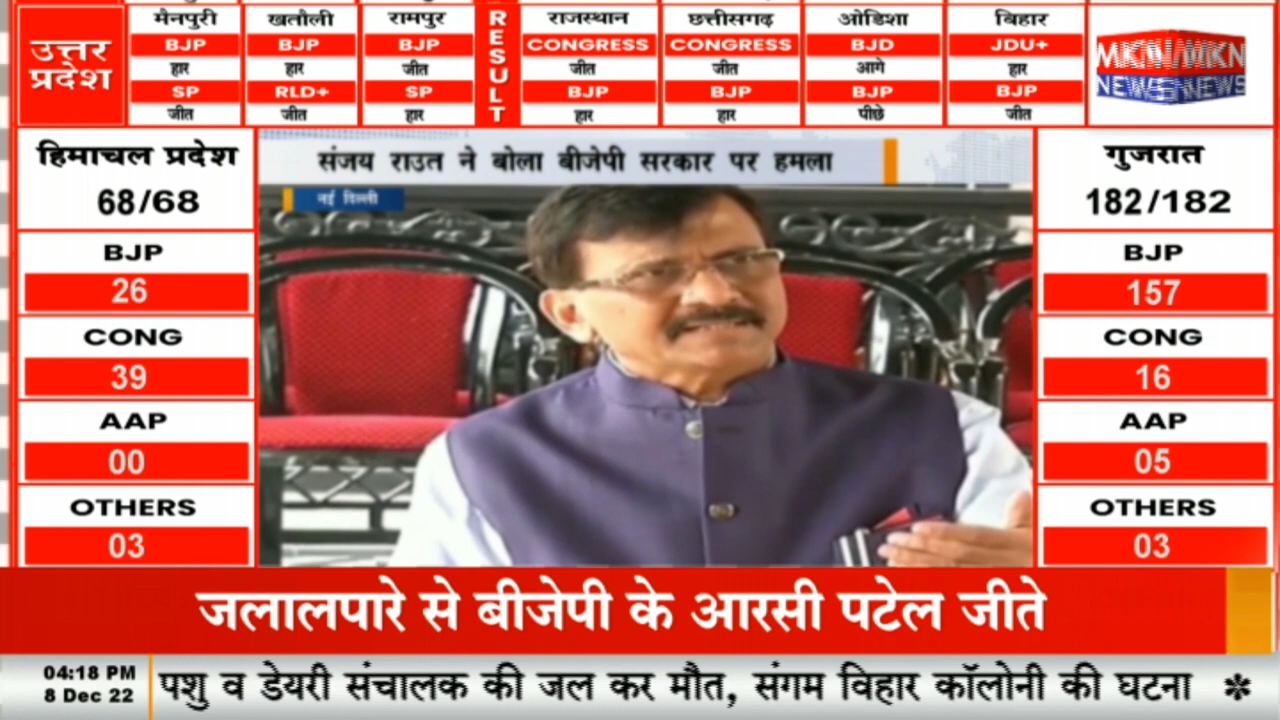 उत्तर
प्रदेश
मैनपुरी
BJP
हार
SP
जीत
खतौली
BJP
हार
RLD+
जीत
रामपुर
BJP
जीत
SP
हार
RESULT
राजस्थान
CONGRESS
जीत
BJP
हार
छत्तीसगढ़
CONGRESS
जीत
BJP
हार
ओडिशा
BJD
आगे
BJP
पीछे
बिहार
JDU+
हार
BJP
जीत
MKN MKN
NEWS NEWS
हिमाचल प्रदेश
68/68
BJP
26
CONG
39
AAP
00
OTHERS
03
संजय राउत ने बोला बीजेपी सरकार पर हमला
नई दिल्ली
गुजरात
182/182
BJP
157
CONG
16
AAP
05
OTHERS
03
जलालपारे से बीजेपी के आरसी पटेल जीते
04:18 PM
8 Dec 22
पशु व डेयरी संचालक की जल कर मौत, संगम विहार कॉलोनी की घटना *